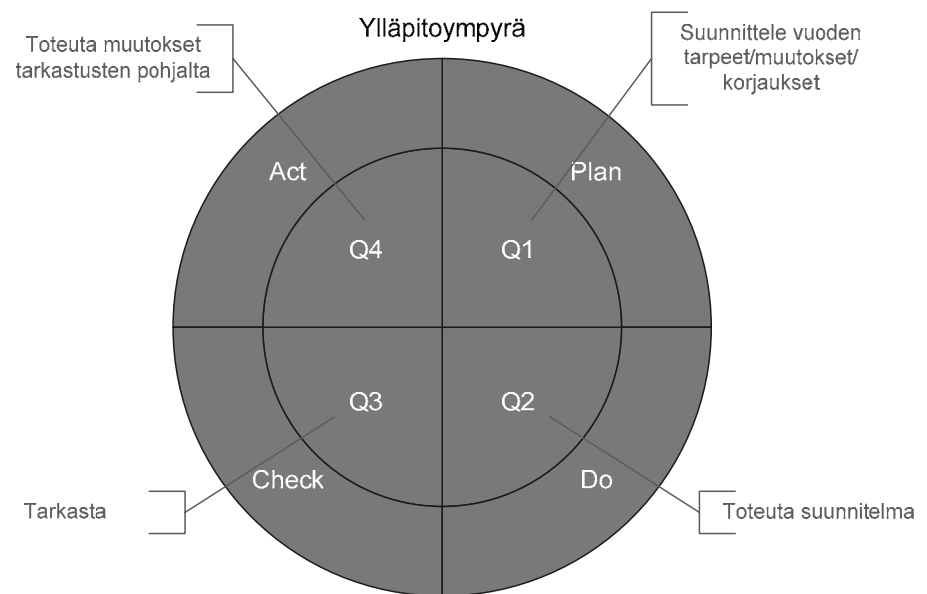 Ylläpitoympyrä
Toteuta muutokset
tarkastusten pohjalta
Suunnittele vuoden
tarpeet/muutokset/
korjaukset
Act
Plan
Q4
Q1
Q3
Q2
Check
Do
Tarkasta
Toteuta suunnitelma